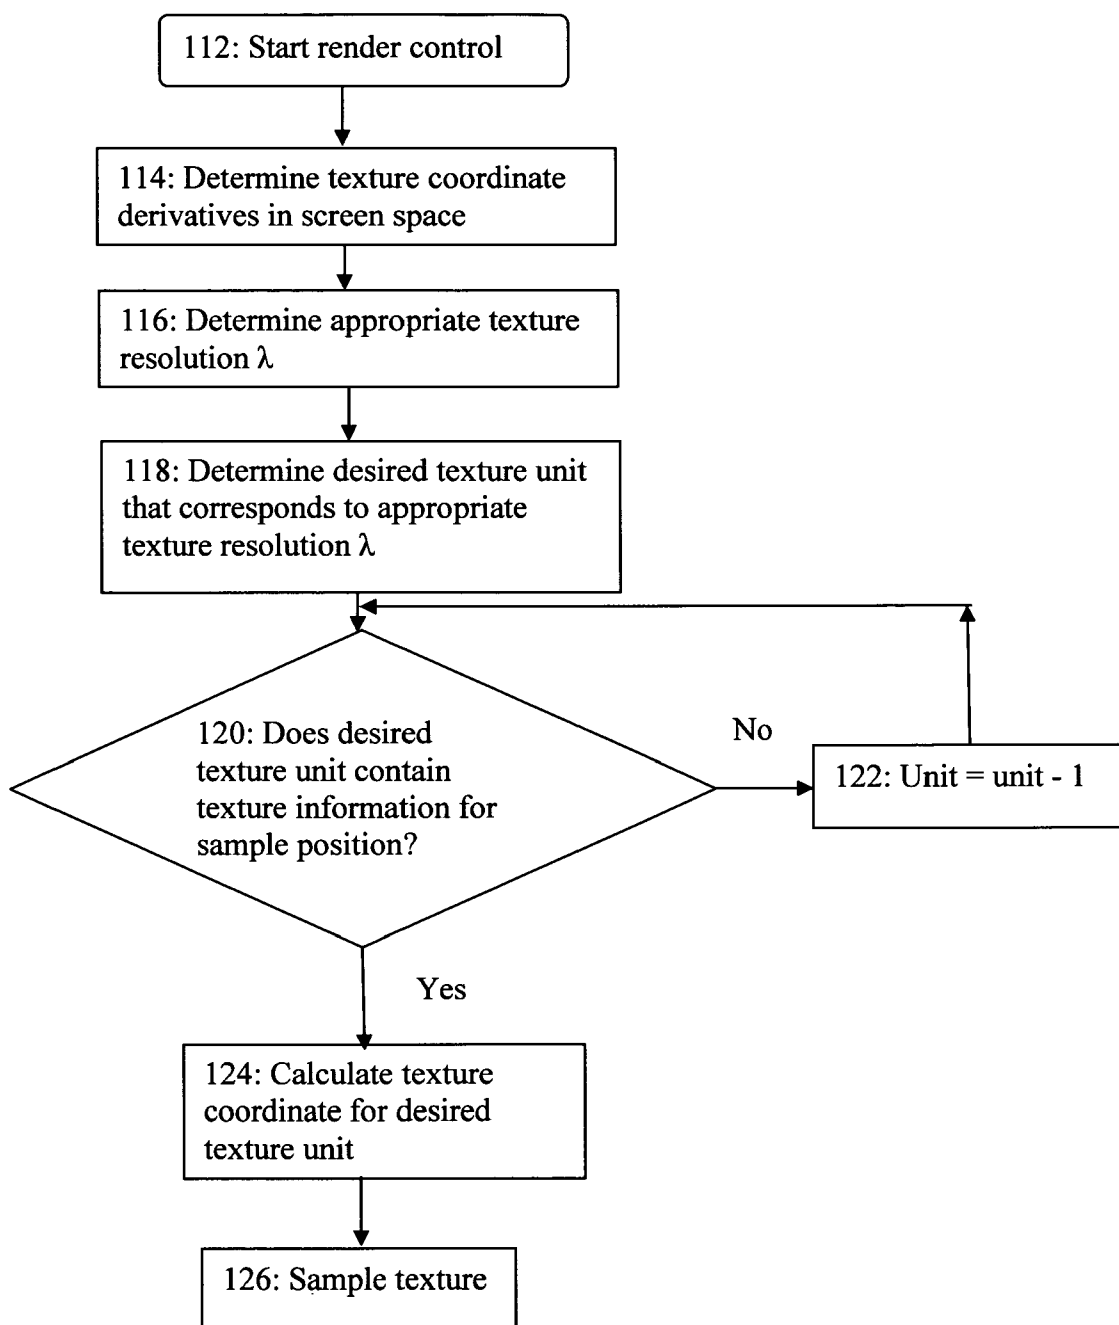 112: Start render control
114: Determine texture coordinate
derivatives in screen space
116: Determine appropriate texture
resolution λ
118: Determine desired texture unit
that corresponds to appropriate
texture resolution λ
120: Does desired
texture unit contain
texture information for
sample position?
No
122: Unit = unit - 1
Yes
124: Calculate texture
coordinate for desired
texture unit
126: Sample texture